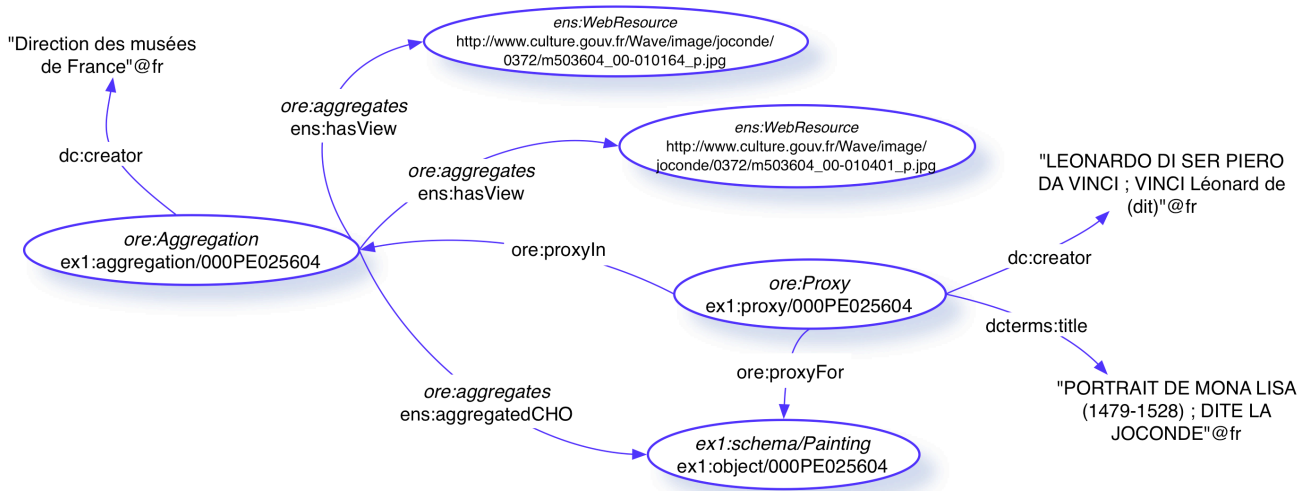 ens:WebResource
http://www.culture.gouv.fr/Wave/image/joconde/
0372/m503604_00-010164_p.jpg
"Direction des musées
de France"@fr
ore:aggregates
ens:hasView
ens:WebResource
http://www.culture.gouv.fr/Wave/image/
joconde/0372/m503604_00-010401_p.jpg
dc:creator
ore:aggregates
ens:hasView
"LEONARDO DI SER PIERO
DA VINCI ; VINCI Léonard de
(dit)"@fr
ore:Aggregation
ex1:aggregation/000PE025604
ore:proxyIn
dc:creator
ore:Proxy
ex1:proxy/000PE025604
dcterms:title
ore:proxyFor
ore:aggregates
ens:aggregatedCHO
"PORTRAIT DE MONA LISA
(1479-1528) ; DITE LA
JOCONDE"@fr
ex1:schema/Painting
ex1:object/000PE025604